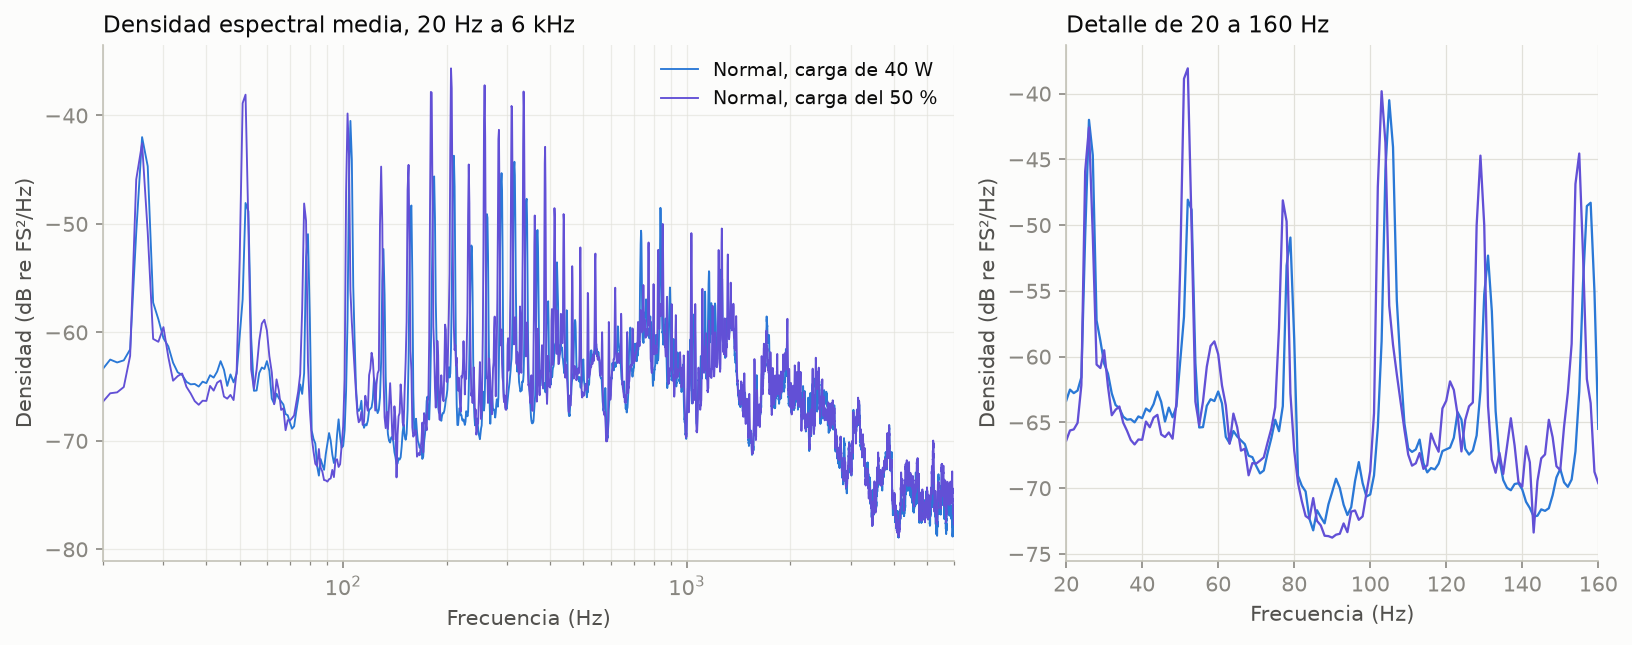 Densidad espectral media, 20 Hz a 6 kHz
Normal, carga de 40 W
Normal, carga del 50 %
Densidad (dB re FS²/Hz)
−40
−50
−60
−70
−80
10²
10³
Frecuencia (Hz)
Detalle de 20 a 160 Hz
Densidad (dB re FS²/Hz)
−40
−45
−50
−55
−60
−65
−70
−75
20 40 60 80 100 120 140 160
Frecuencia (Hz)